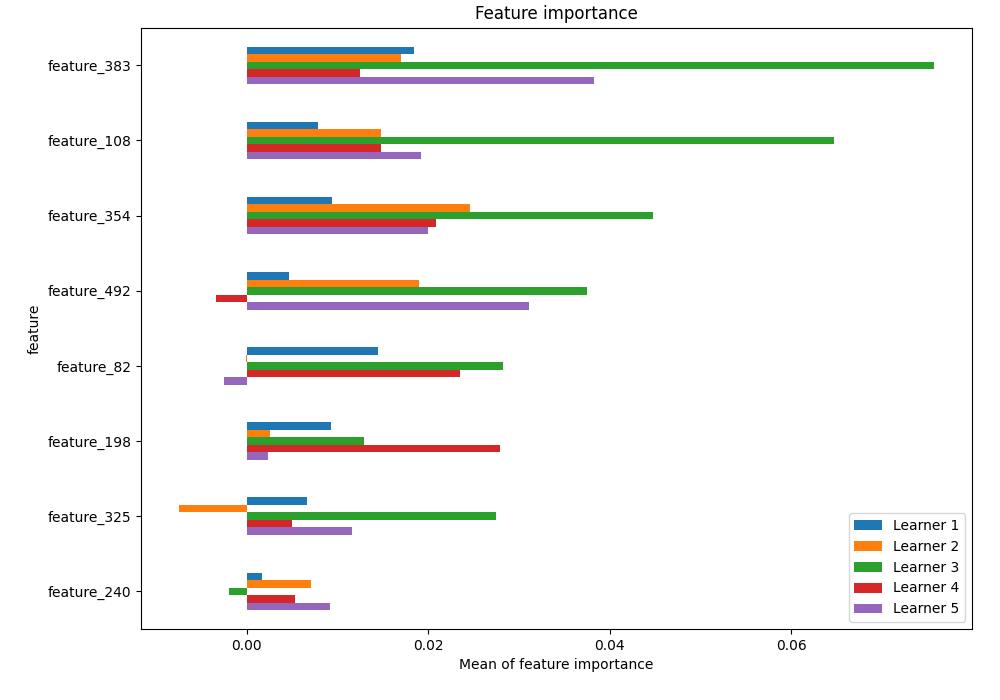 Feature importance
feature_383
feature_108
feature_354
feature_492
feature_82
feature_198
feature_325
feature_240
feature
Learner 1
Learner 2
Learner 3
Learner 4
Learner 5
0.00 0.02 0.04 0.06
Mean of feature importance